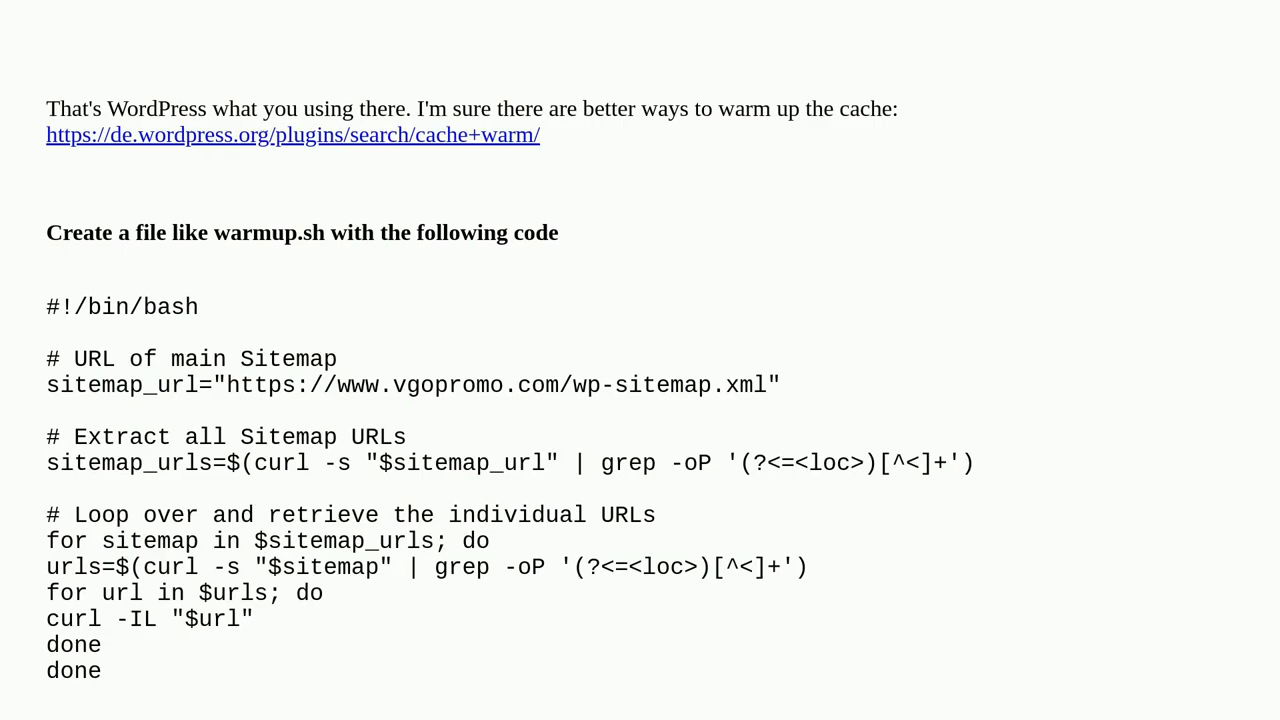 That's WordPress what you using there. I'm sure there are better ways to warm up the cache:
https://de.wordpress.org/plugins/search/cache+warm/
Create a file like warmup.sh with the following code
#!/bin/bash
# URL of main Sitemap
sitemap_url="https://www.vgopromo.com/wp-sitemap.xml"
# Extract all Sitemap URLs
sitemap_urls=$(curl -s "$sitemap_url" | grep -oP '(?<=<loc>)[^<]+')
# Loop over and retrieve the individual URLs
for sitemap in $sitemap_urls; do
urls=$(curl -s "$sitemap" | grep -oP '(?<=<loc>)[^<]+')
for url in $urls; do
curl -IL "$url"
done
done